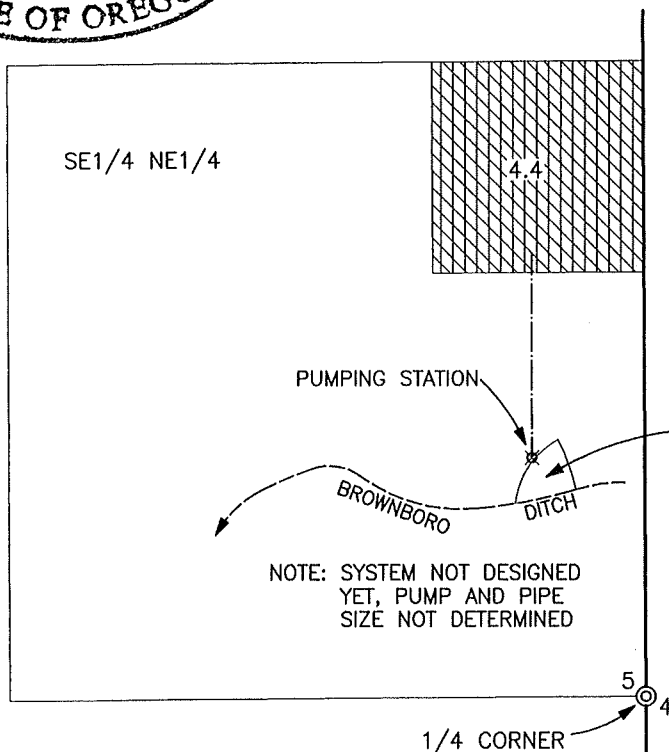 E OF OREGO
SE1/4 NE1/4
4.4
PUMPING STATION
BROWNBORO DITCH
NOTE: SYSTEM NOT DESIGNED
YET, PUMP AND PIPE
SIZE NOT DETERMINED
5
4
1/4 CORNER